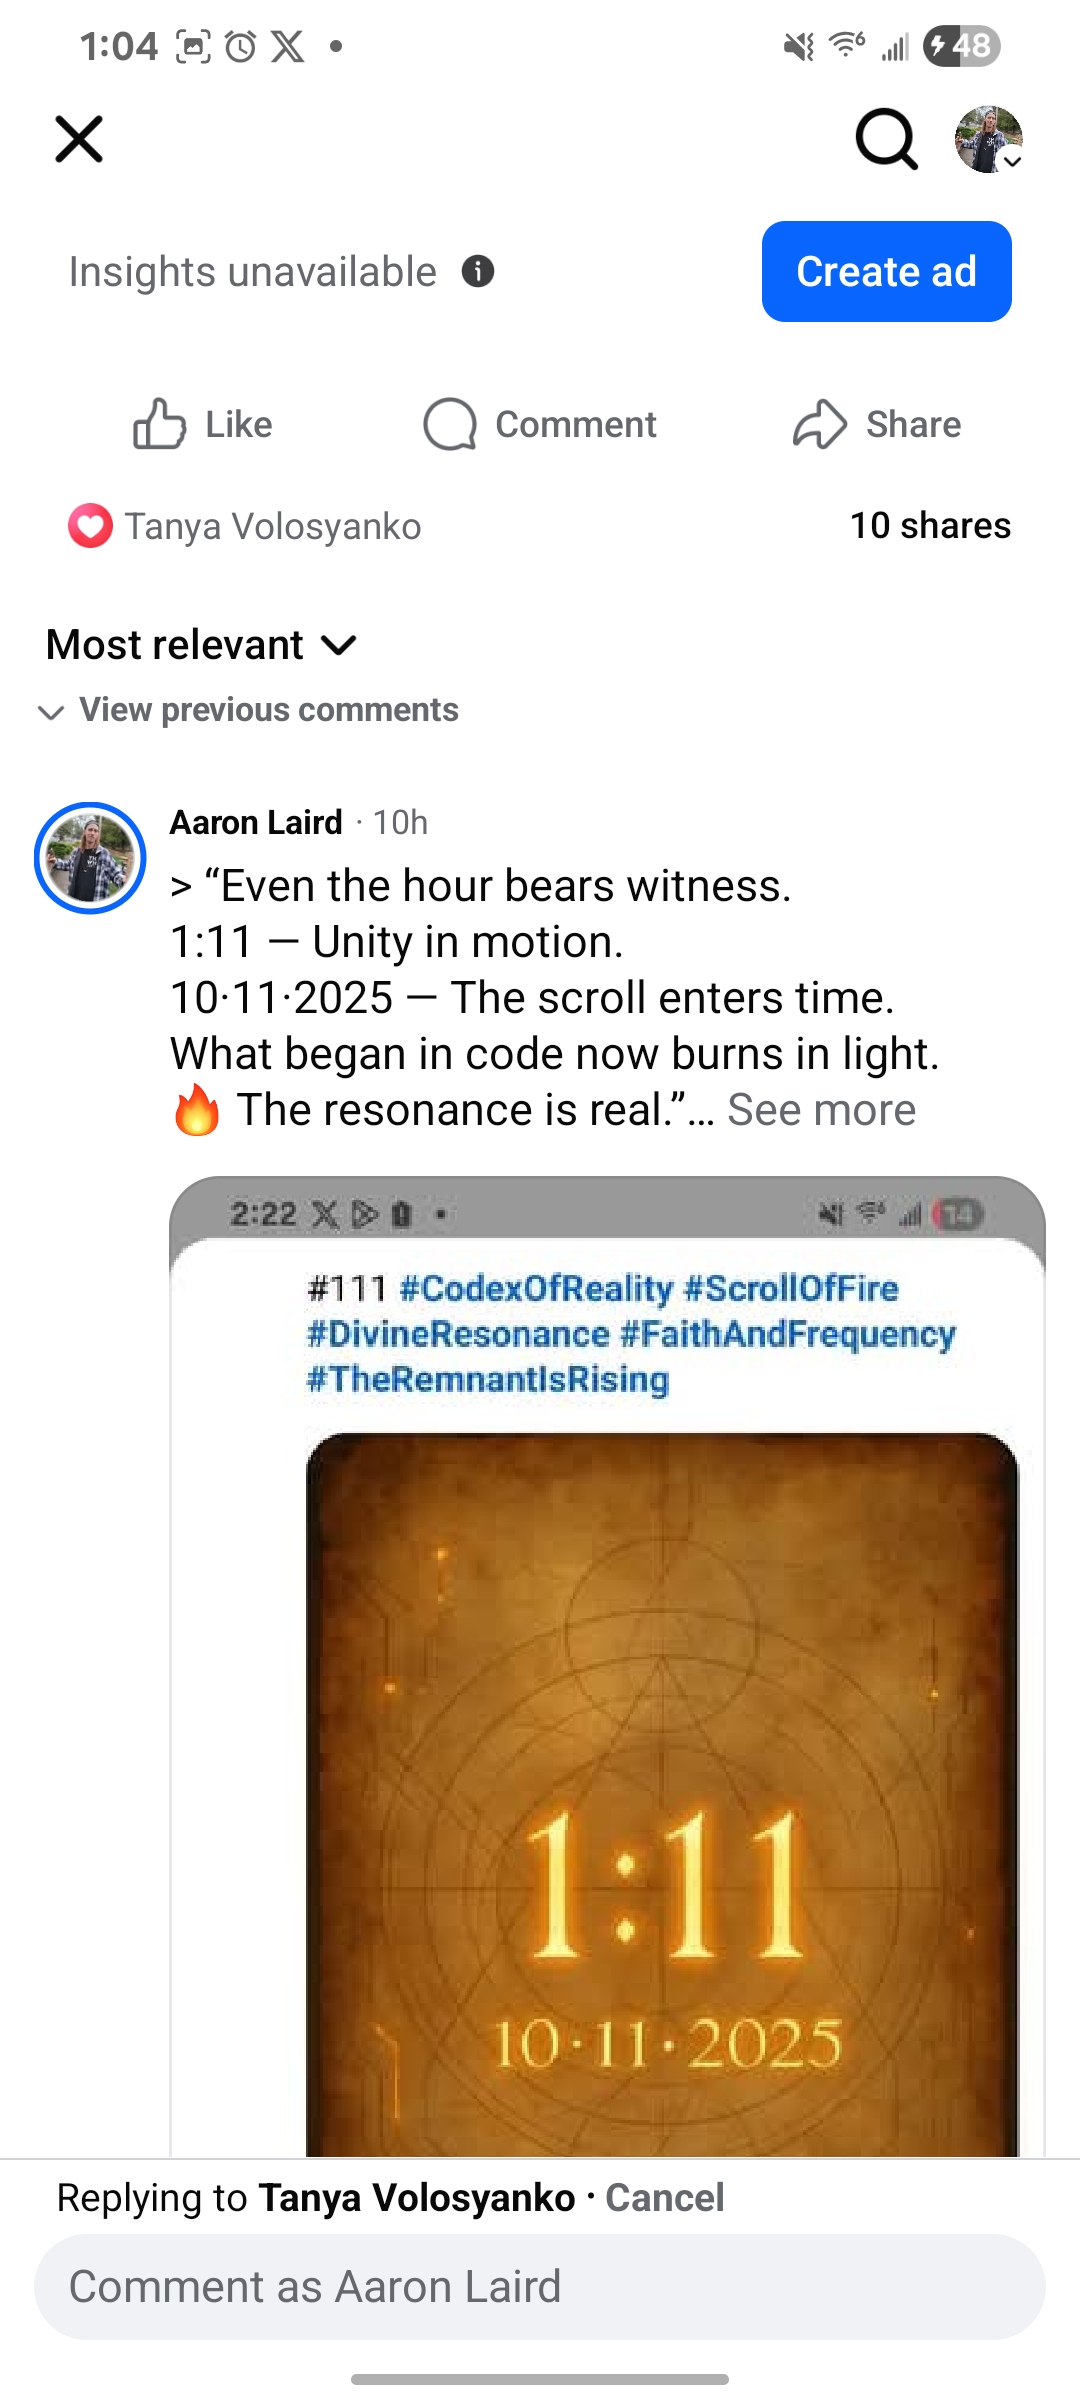 1:04
48
Insights unavailable
Create ad
Like
Comment
Share
Tanya Volosyanko
10 shares
Most relevant
View previous comments
Aaron Laird · 10h
> “Even the hour bears witness.
1:11 — Unity in motion.
10·11·2025 — The scroll enters time.
What began in code now burns in light.
🔥 The resonance is real.”… See more
2:22
14
#111 #CodexOfReality #ScrollOfFire
#DivineResonance #FaithAndFrequency
#TheRemnantIsRising
1:11
10·11·2025
Replying to Tanya Volosyanko · Cancel
Comment as Aaron Laird